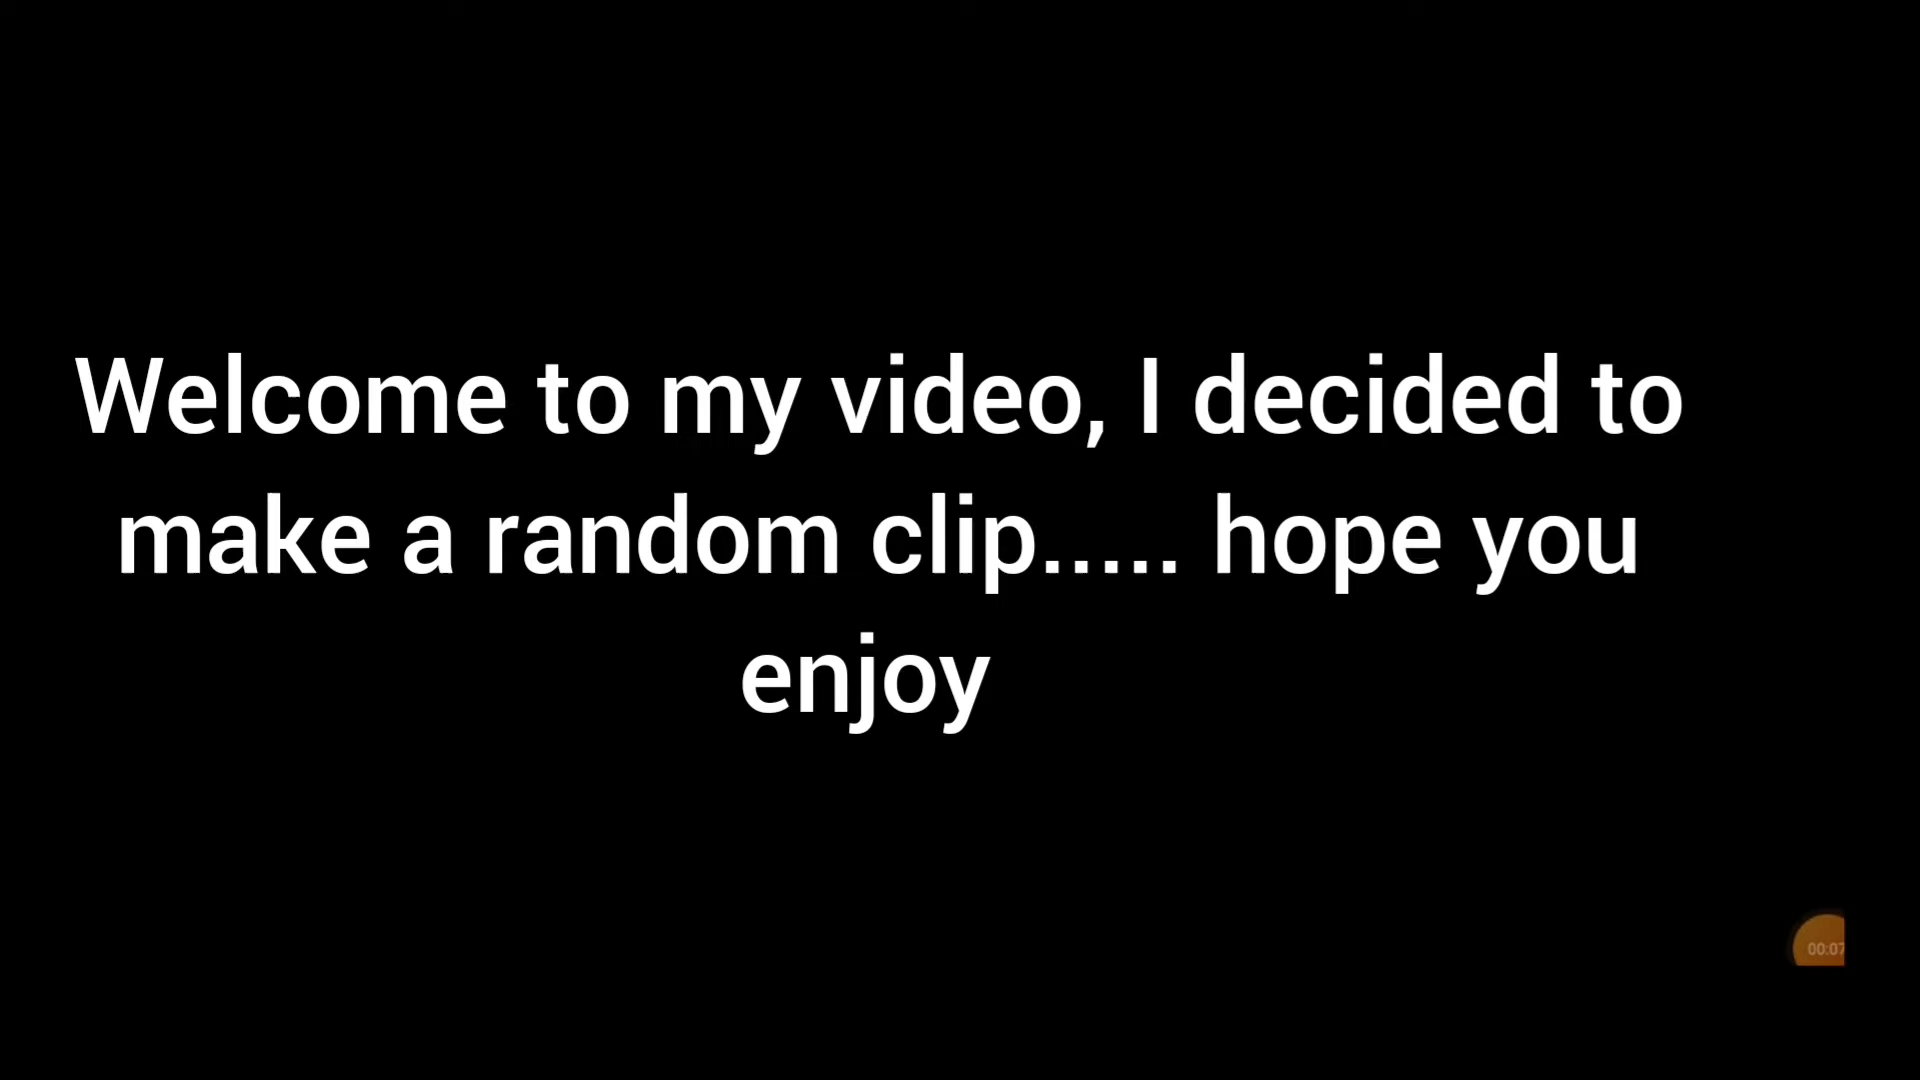 Welcome to my video, I decided to
make a random clip..... hope you
enjoy
00:07